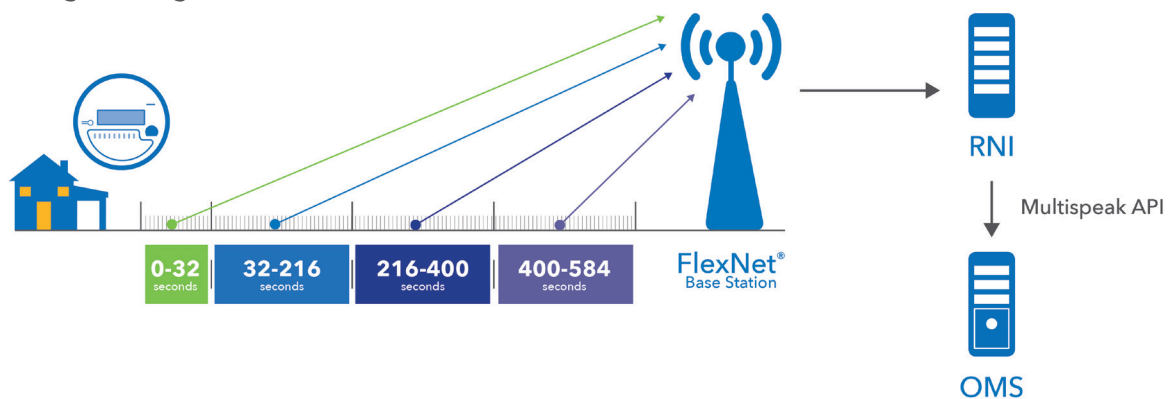 RNI
Multispeak API
0-32
seconds
32-216
seconds
216-400
seconds
400-584
seconds
FlexNet®
Base Station
OMS